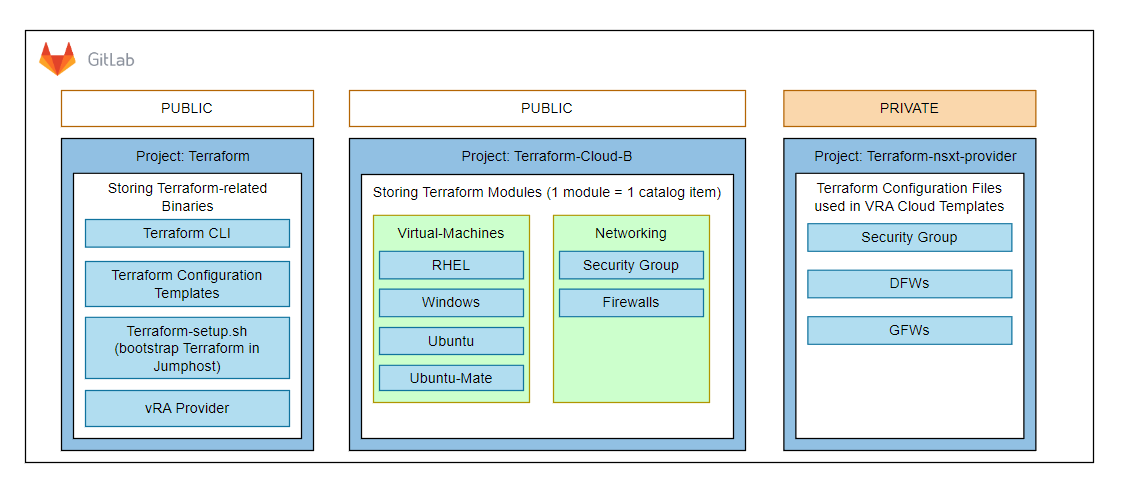 GitLab
PUBLIC
Project: Terraform
Storing Terraform-related
Binaries
Terraform CLI
Terraform Configuration
Templates
Terraform-setup.sh
(bootstrap Terraform in
Jumphost)
vRA Provider
PUBLIC
Project: Terraform-Cloud-B
Storing Terraform Modules (1 module = 1 catalog item)
Virtual-Machines
RHEL
Windows
Ubuntu
Ubuntu-Mate
Networking
Security Group
Firewalls
PRIVATE
Project: Terraform-nsxt-provider
Terraform Configuration Files
used in VRA Cloud Templates
Security Group
DFWs
GFWs